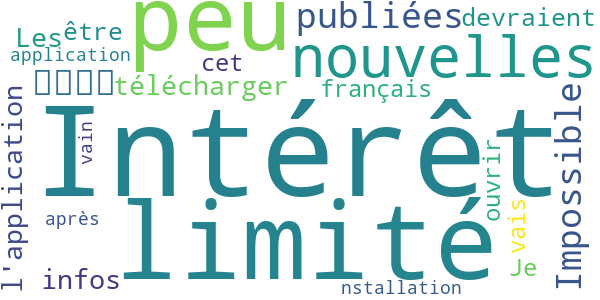 peu
publiées
devraient
Les
être
nouvelles
application
cet
télécharger
français
Intérêt
l'application
vain
Impossible
ouvrir
limité
vais
après
Je
infos
nstallation